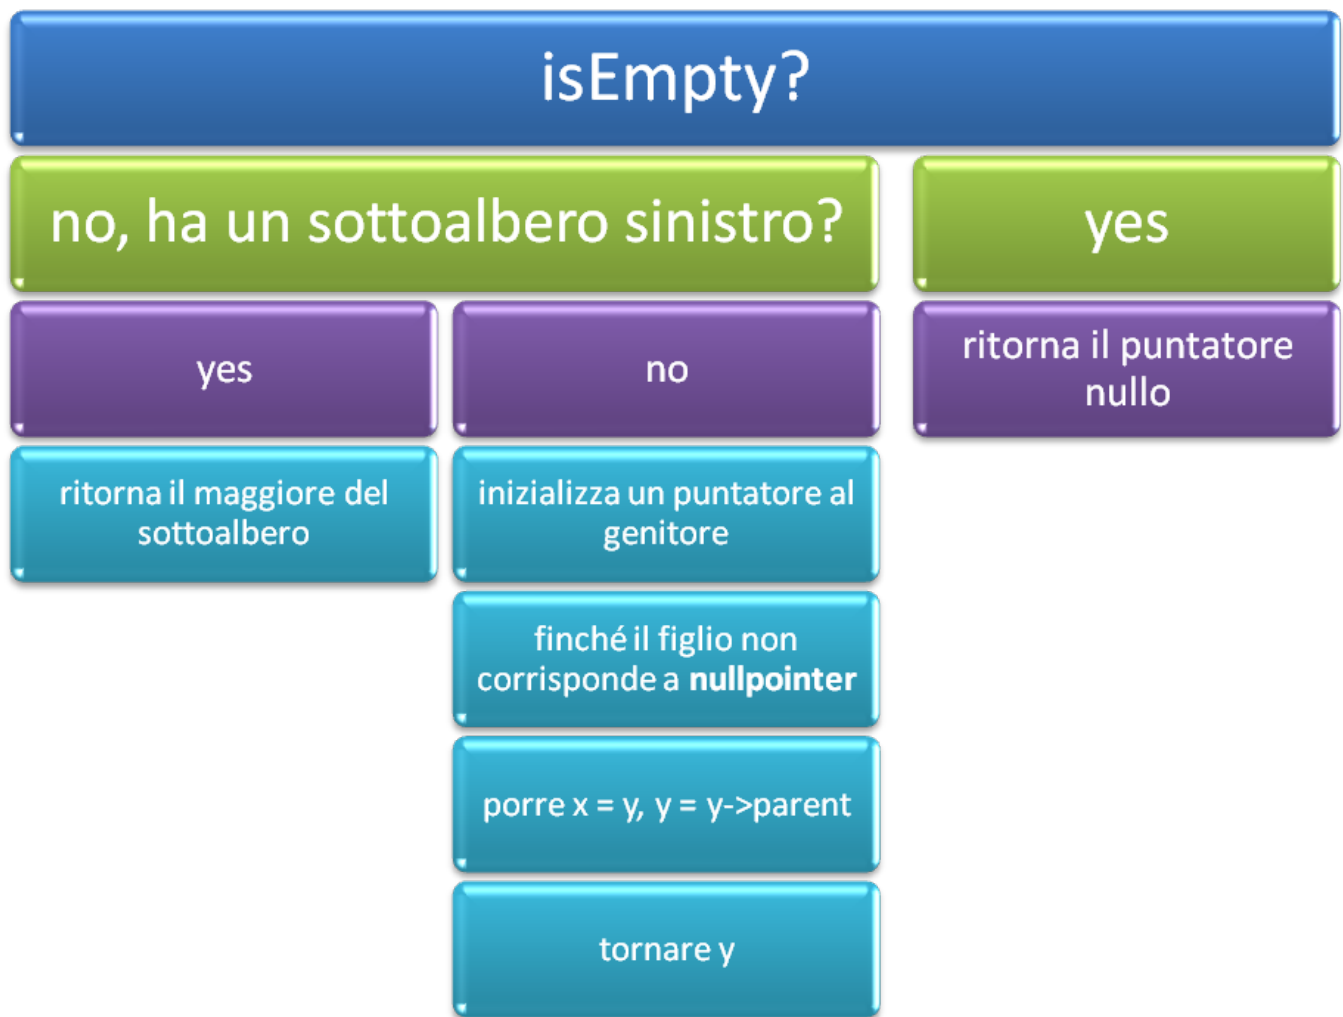 isEmpty?
no, ha un sottoalbero sinistro?
yes
yes
no
ritorna il puntatore
nullo
ritorna il maggiore del
sottoalbero
inizializza un puntatore al
genitore
finché il figlio non
corrisponde a nullpointer
porre x = y, y = y->parent
tornare y